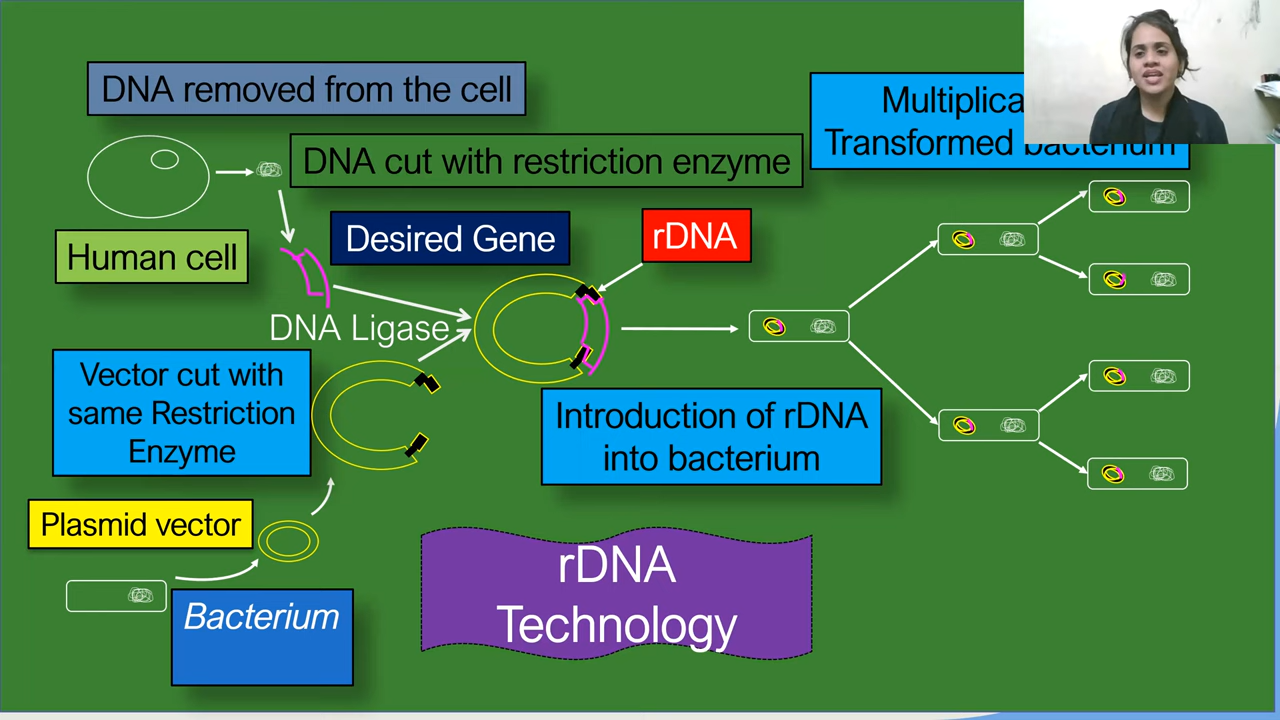 DNA removed from the cell
DNA cut with restriction enzyme
Human cell
Desired Gene
rDNA
DNA Ligase
Vector cut with
same Restriction
Enzyme
Plasmid vector
Bacterium
Introduction of rDNA
into bacterium
Transformed bacterium
rDNA
Technology